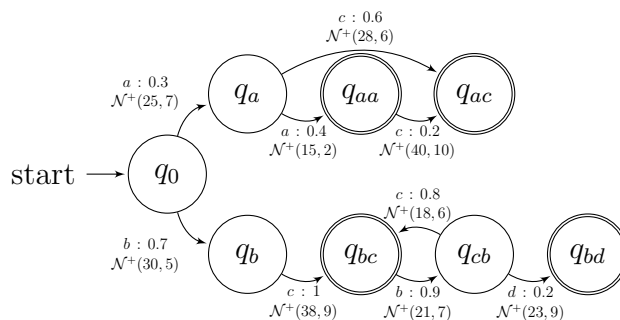 c : 0.6
𝒩⁺(28, 6)
a : 0.3
𝒩⁺(25, 7)
q_a
q_aa
q_ac
a : 0.4
𝒩⁺(15, 2)
c : 0.2
𝒩⁺(40, 10)
start
q_0
c : 0.8
𝒩⁺(18, 6)
b : 0.7
𝒩⁺(30, 5)
q_b
q_bc
q_cb
q_bd
c : 1
𝒩⁺(38, 9)
b : 0.9
𝒩⁺(21, 7)
d : 0.2
𝒩⁺(23, 9)